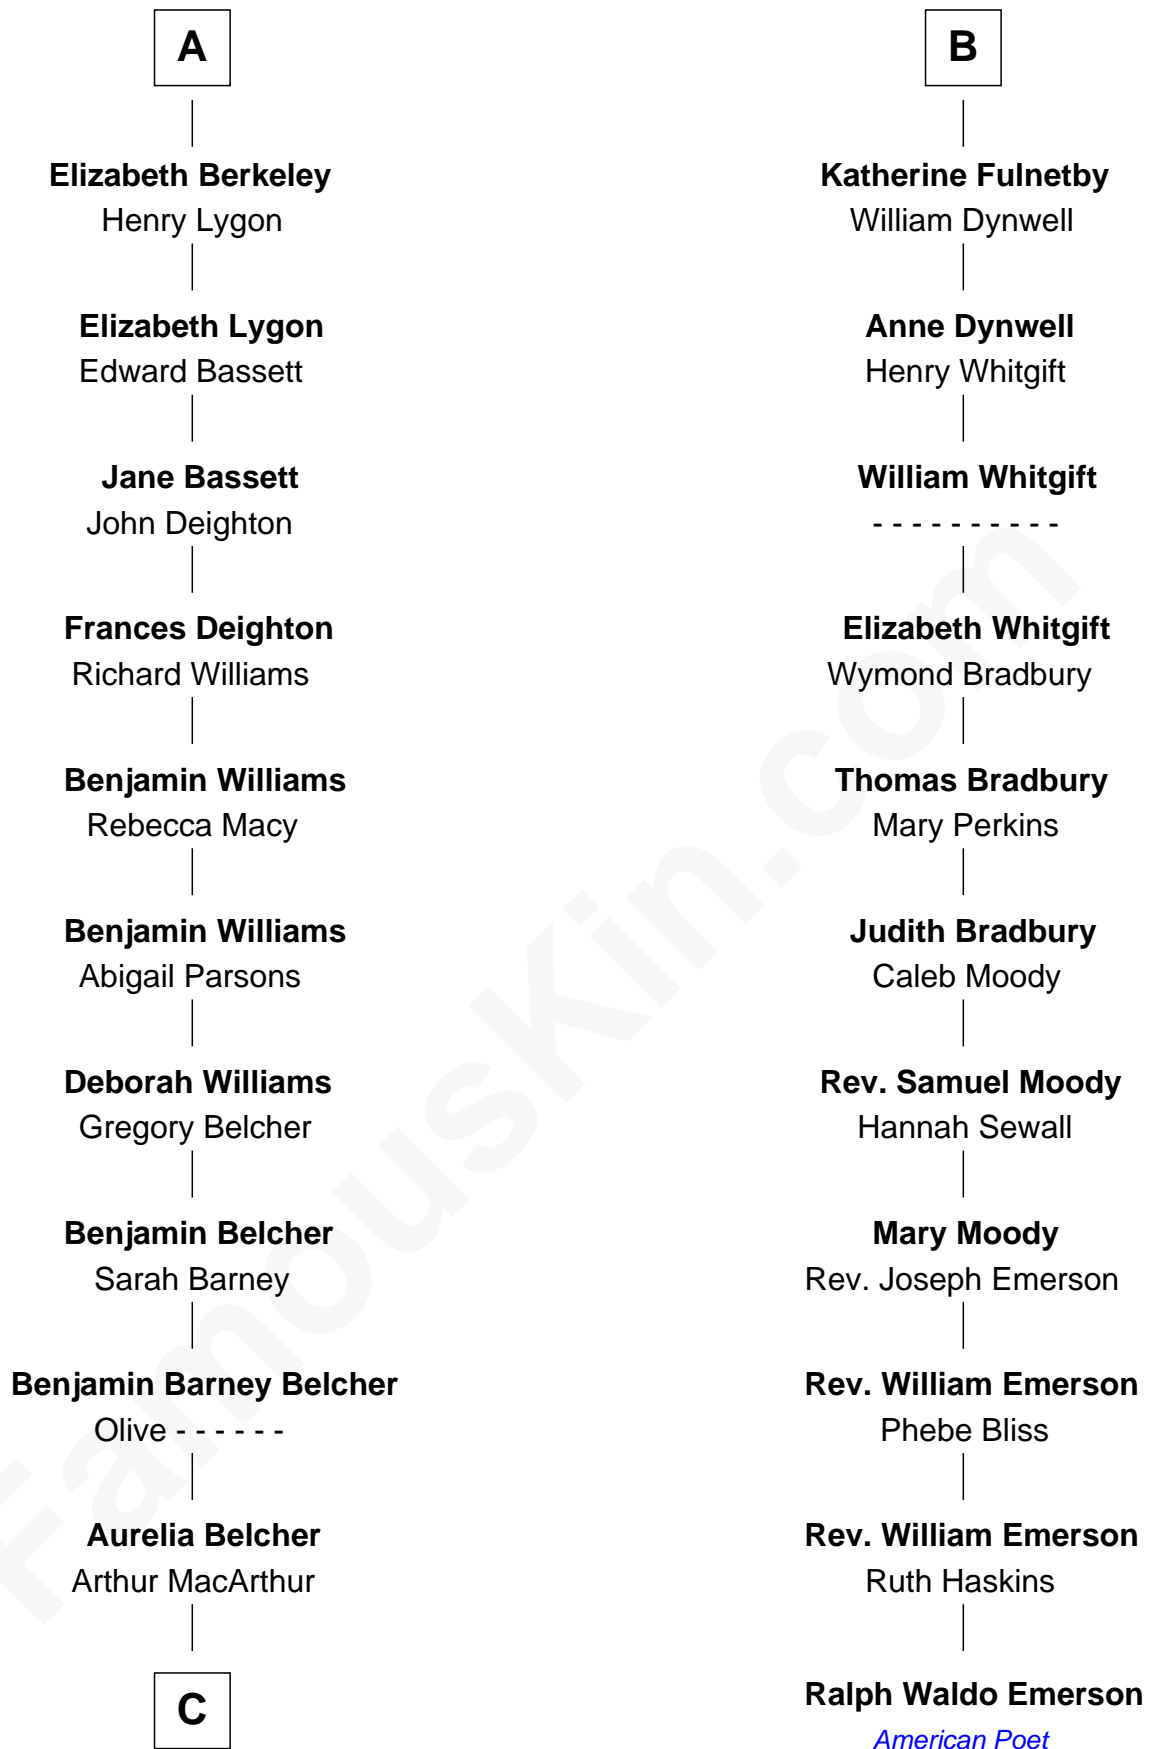 A
Elizabeth Berkeley
Henry Lygon
Elizabeth Lygon
Edward Bassett
Jane Bassett
John Deighton
Frances Deighton
Richard Williams
Benjamin Williams
Rebecca Macy
Benjamin Williams
Abigail Parsons
Deborah Williams
Gregory Belcher
Benjamin Belcher
Sarah Barney
Benjamin Barney Belcher
Olive - - - - - -
Aurelia Belcher
Arthur MacArthur
C
B
Katherine Fulnetby
William Dynwell
Anne Dynwell
Henry Whitgift
William Whitgift
- - - - - - - - - -
Elizabeth Whitgift
Wymond Bradbury
Thomas Bradbury
Mary Perkins
Judith Bradbury
Caleb Moody
Rev. Samuel Moody
Hannah Sewall
Mary Moody
Rev. Joseph Emerson
Rev. William Emerson
Phebe Bliss
Rev. William Emerson
Ruth Haskins
Ralph Waldo Emerson
American Poet
FamousKin.com